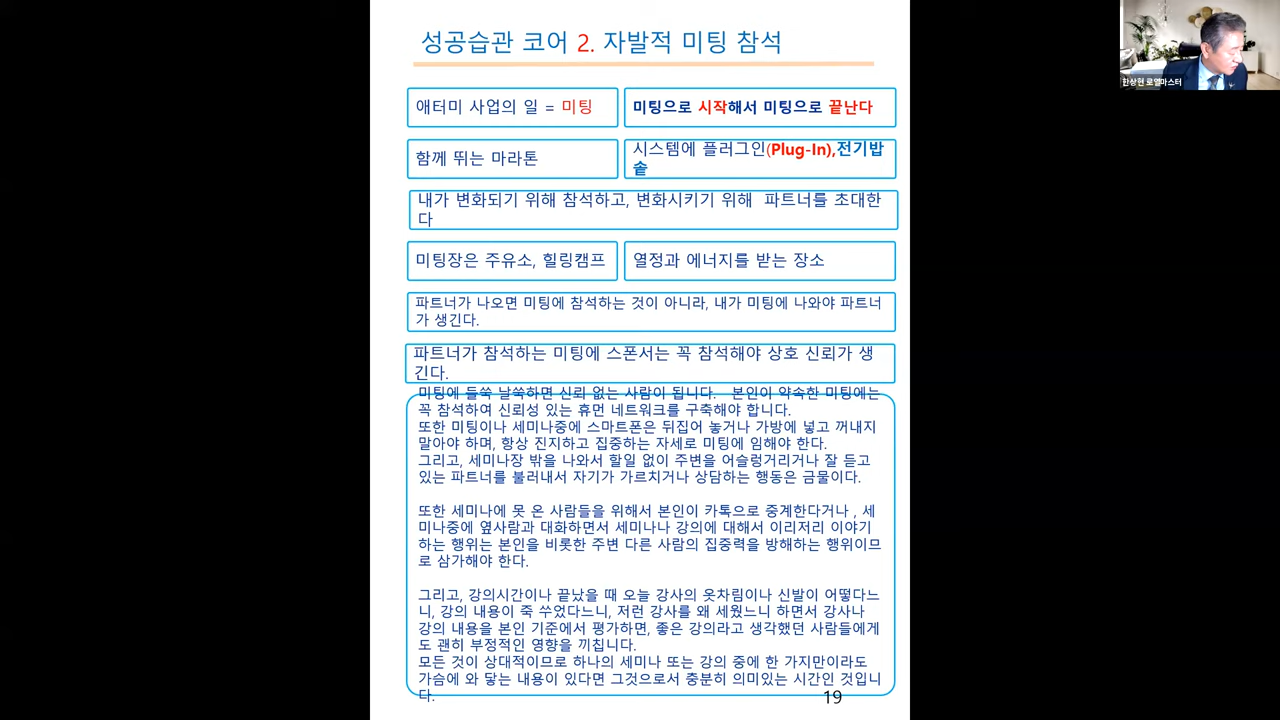 성공습관 코어 2. 자발적 미팅 참석
한상현 로열마스터
애터미 사업의 일 = 미팅
미팅으로 시작해서 미팅으로 끝난다
함께 뛰는 마라톤
시스템에 플러그인(Plug-In),전기밥
솥
내가 변화되기 위해 참석하고, 변화시키기 위해 파트너를 초대한
다
미팅장은 주유소, 힐링캠프
열정과 에너지를 받는 장소
파트너가 나오면 미팅에 참석하는 것이 아니라, 내가 미팅에 나와야 파트너
가 생긴다.
파트너가 참석하는 미팅에 스폰서는 꼭 참석해야 상호 신뢰가 생
긴다.
미팅에 들쑥 날쑥하면 신뢰 없는 사람이 됩니다. 본인이 약속한 미팅에는
꼭 참석하여 신뢰성 있는 휴먼 네트워크를 구축해야 합니다.
또한 미팅이나 세미나중에 스마트폰은 뒤집어 놓거나 가방에 넣고 꺼내지
말아야 하며, 항상 진지하고 집중하는 자세로 미팅에 임해야 한다.
그리고, 세미나장 밖을 나와서 할일 없이 주변을 어슬렁거리거나 잘 듣고
있는 파트너를 불러내서 자기가 가르치거나 상담하는 행동은 금물이다.
또한 세미나에 못 온 사람들을 위해서 본인이 카톡으로 중계한다거나 , 세
미나중에 옆사람과 대화하면서 세미나나 강의에 대해서 이리저리 이야기
하는 행위는 본인을 비롯한 주변 다른 사람의 집중력을 방해하는 행위이므
로 삼가해야 한다.
그리고, 강의시간이나 끝났을 때 오늘 강사의 옷차림이나 신발이 어떻다느
니, 강의 내용이 죽 쑤었다느니, 저런 강사를 왜 세웠느니 하면서 강사나
강의 내용을 본인 기준에서 평가하면, 좋은 강의라고 생각했던 사람들에게
도 괜히 부정적인 영향을 끼칩니다.
모든 것이 상대적이므로 하나의 세미나 또는 강의 중에 한 가지만이라도
가슴에 와 닿는 내용이 있다면 그것으로서 충분히 의미있는 시간인 것입니
다.
19